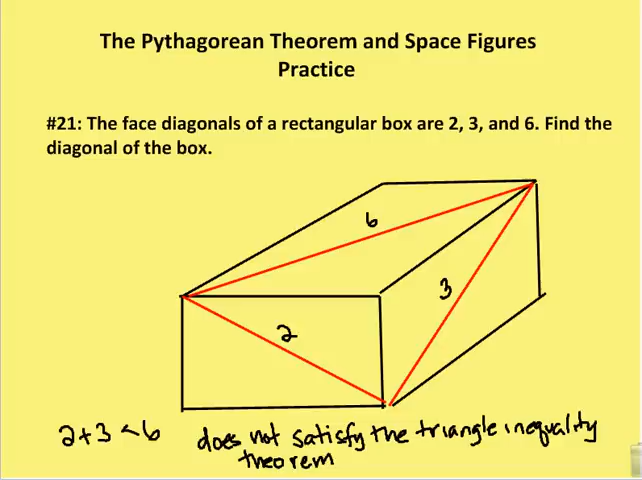 The Pythagorean Theorem and Space Figures
Practice
#21: The face diagonals of a rectangular box are 2, 3, and 6. Find the
diagonal of the box.
6
3
2
2+3 < 6 does not satisfy the triangle inequality
theorem